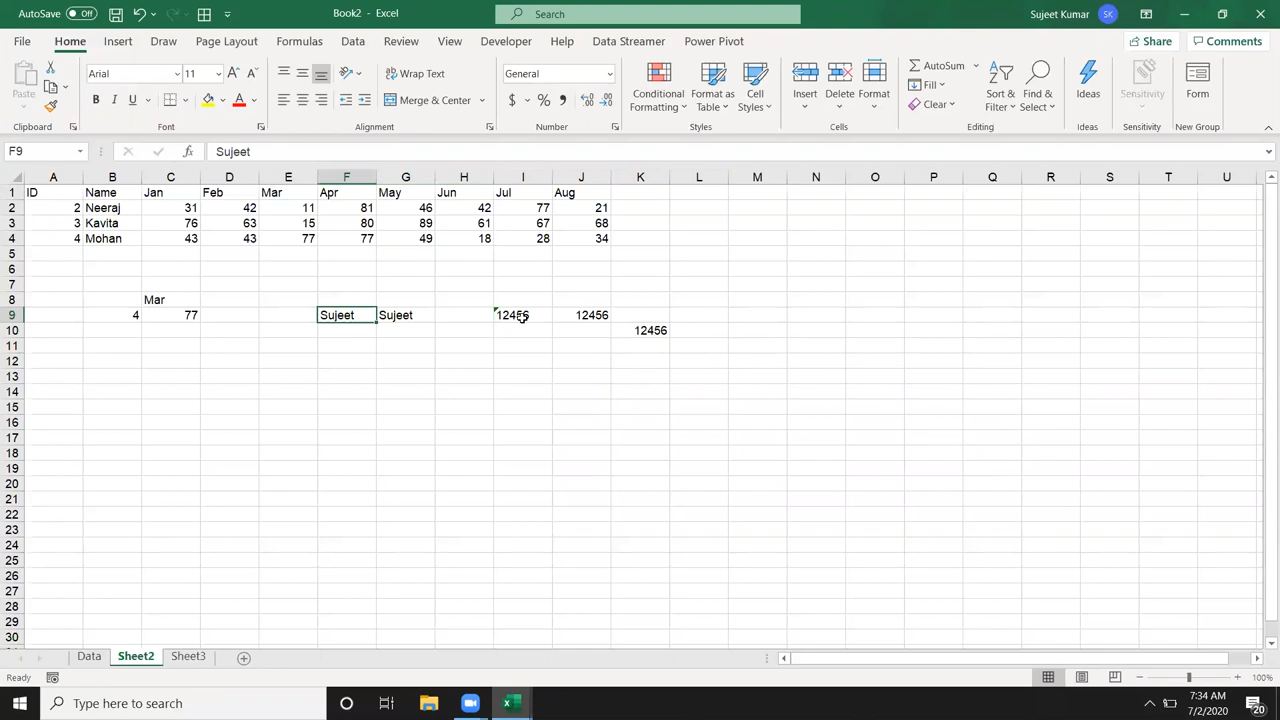 AutoSave Off Book2 - Excel Search Sujeet Kumar SK
File Home Insert Draw Page Layout Formulas Data Review View Developer Help Data Streamer Power Pivot Share Comments
Paste Arial 11 Wrap Text General Conditional Formatting Format as Table Cell Styles Insert Delete Format AutoSum Fill Clear Sort & Filter Find & Select Ideas Sensitivity Form
B I U Merge & Center $ % ,
Clipboard Font Alignment Number Styles Cells Editing Ideas Sensitivity New Group
F9 fx Sujeet
A B C D E F G H I J K L M N O P Q R S T U
1 ID Name Jan Feb Mar Apr May Jun Jul Aug
2 2 Neeraj 31 42 11 81 46 42 77 21
3 3 Kavita 76 63 15 80 89 61 67 68
4 4 Mohan 43 43 77 77 49 18 28 34
5
6
7
8 Mar
9 4 77 Sujeet Sujeet 12456 12456
10 12456
11
12
13
14
15
16
17
18
19
20
21
22
23
24
25
26
27
28
29
30
Data Sheet2 Sheet3
Ready 100%
Type here to search 7:34 AM
7/2/2020 20